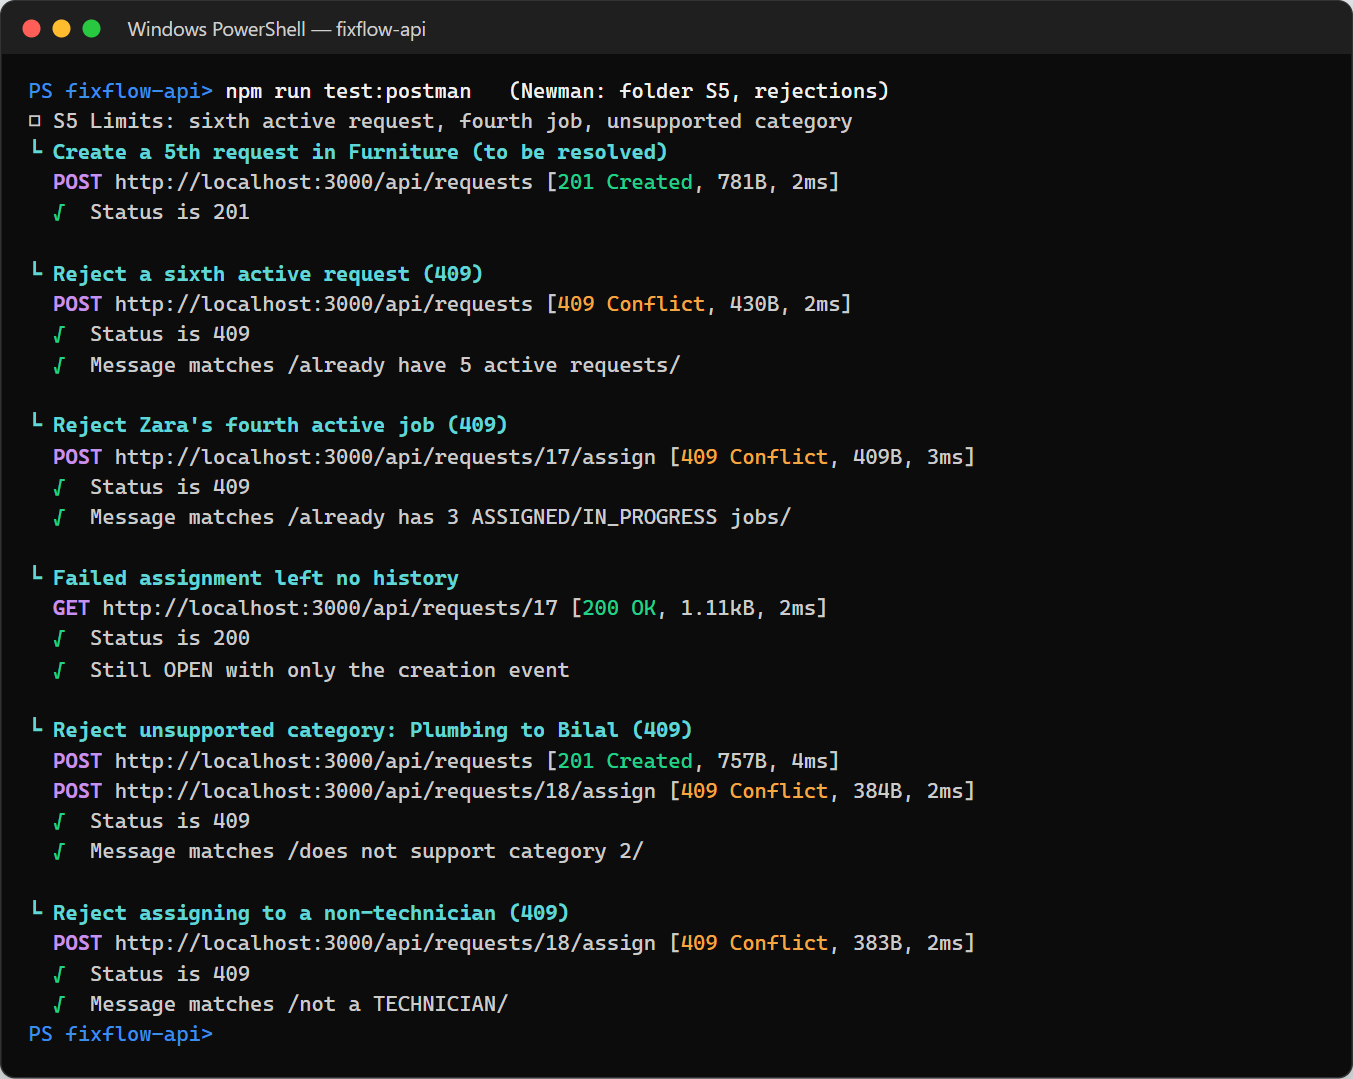 Windows PowerShell — fixflow-api
PS fixflow-api> npm run test:postman   (Newman: folder S5, rejections)
□ S5 Limits: sixth active request, fourth job, unsupported category
└ Create a 5th request in Furniture (to be resolved)
  POST http://localhost:3000/api/requests [201 Created, 781B, 2ms]
  √  Status is 201
└ Reject a sixth active request (409)
  POST http://localhost:3000/api/requests [409 Conflict, 430B, 2ms]
  √  Status is 409
  √  Message matches /already have 5 active requests/
└ Reject Zara's fourth active job (409)
  POST http://localhost:3000/api/requests/17/assign [409 Conflict, 409B, 3ms]
  √  Status is 409
  √  Message matches /already has 3 ASSIGNED/IN_PROGRESS jobs/
└ Failed assignment left no history
  GET http://localhost:3000/api/requests/17 [200 OK, 1.11kB, 2ms]
  √  Status is 200
  √  Still OPEN with only the creation event
└ Reject unsupported category: Plumbing to Bilal (409)
  POST http://localhost:3000/api/requests [201 Created, 757B, 4ms]
  POST http://localhost:3000/api/requests/18/assign [409 Conflict, 384B, 2ms]
  √  Status is 409
  √  Message matches /does not support category 2/
└ Reject assigning to a non-technician (409)
  POST http://localhost:3000/api/requests/18/assign [409 Conflict, 383B, 2ms]
  √  Status is 409
  √  Message matches /not a TECHNICIAN/
PS fixflow-api>